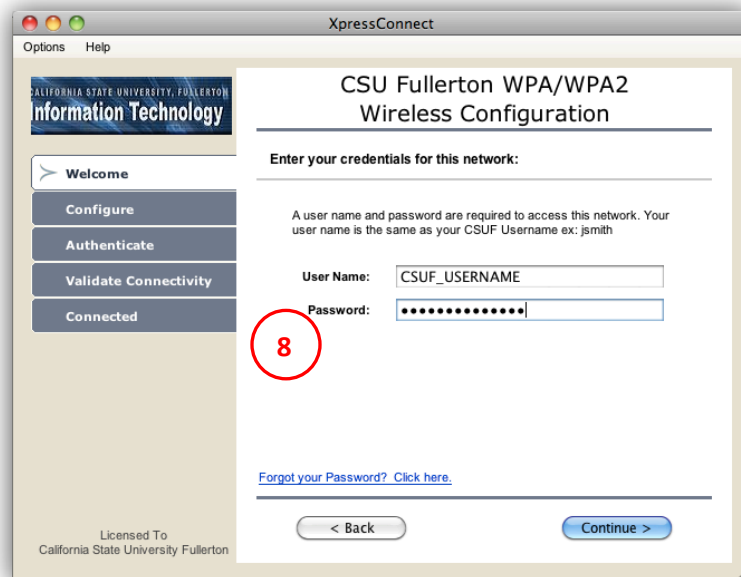 XpressConnect
Options Help
CALIFORNIA STATE UNIVERSITY, FULLERTON
Information Technology
CSU Fullerton WPA/WPA2
Wireless Configuration
Welcome
Configure
Authenticate
Validate Connectivity
Connected
Enter your credentials for this network:
A user name and password are required to access this network. Your
user name is the same as your CSUF Username ex: jsmith
User Name: CSUF_USERNAME
Password: ••••••••••••••
8
Forgot your Password? Click here.
< Back Continue >
Licensed To
California State University Fullerton